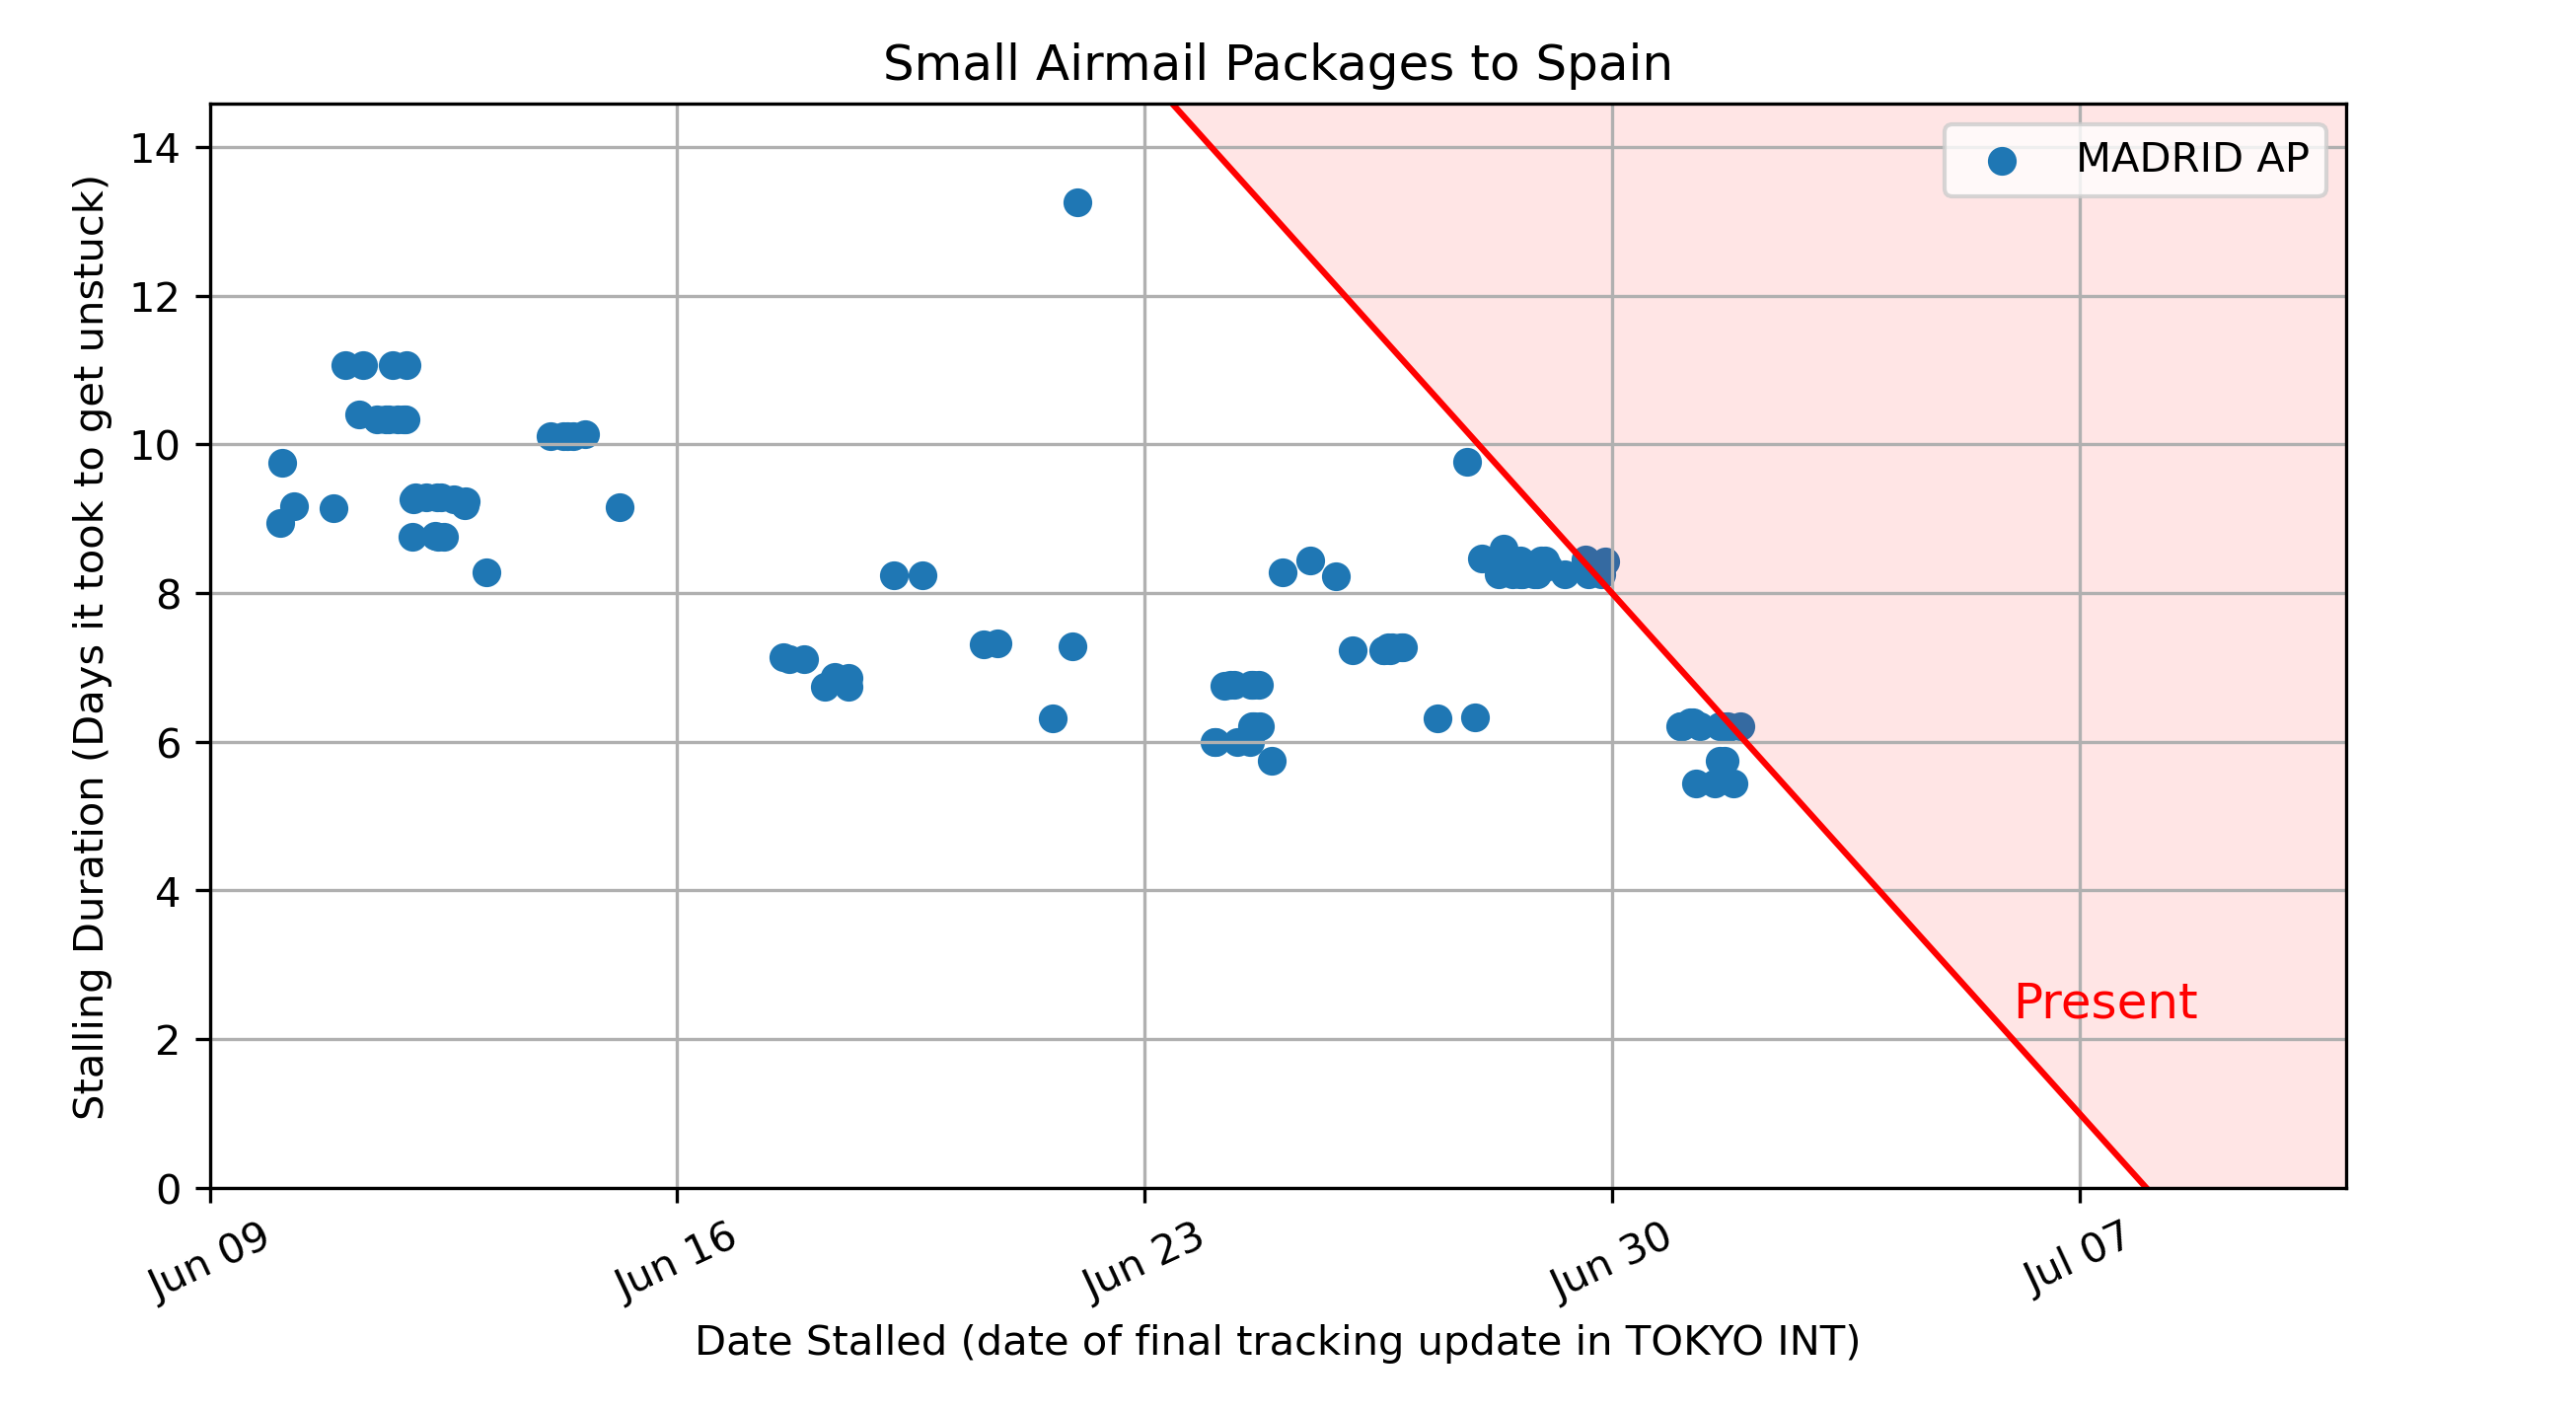 Small Airmail Packages to Spain
MADRID AP
14
12
10
8
6
4
2
0
Stalling Duration (Days it took to get unstuck)
Present
Jun 09
Jun 16
Jun 23
Jun 30
Jul 07
Date Stalled (date of final tracking update in TOKYO INT)